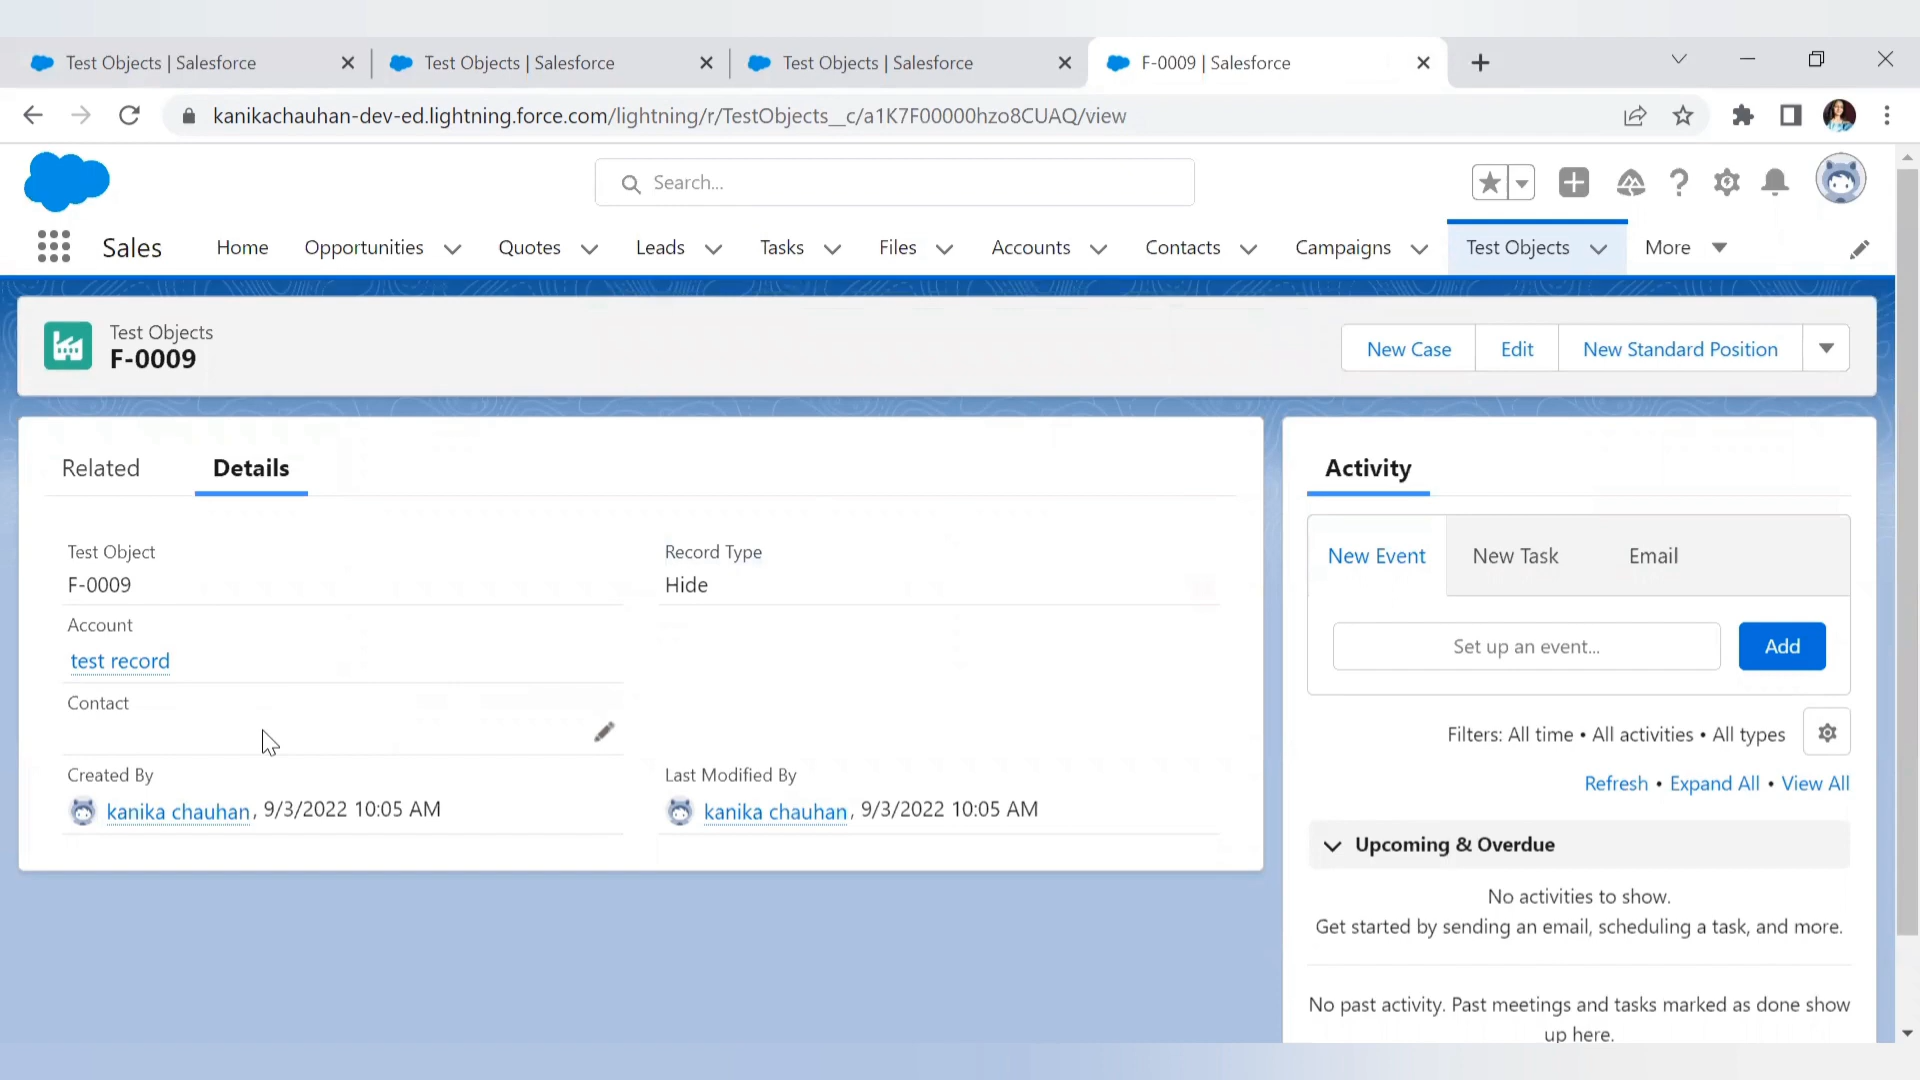 Test Objects | Salesforce
Test Objects | Salesforce
Test Objects | Salesforce
F-0009 | Salesforce
kanikachauhan-dev-ed.lightning.force.com/lightning/r/TestObjects__c/a1K7F00000hzo8CUAQ/view
Search...
Sales
Home
Opportunities
Quotes
Leads
Tasks
Files
Accounts
Contacts
Campaigns
Test Objects
More
Test Objects
F-0009
New Case
Edit
New Standard Position
Related
Details
Test Object
F-0009
Record Type
Hide
Account
test record
Contact
Created By
kanika chauhan, 9/3/2022 10:05 AM
Last Modified By
kanika chauhan, 9/3/2022 10:05 AM
Activity
New Event
New Task
Email
Set up an event...
Add
Filters: All time • All activities • All types
Refresh • Expand All • View All
Upcoming & Overdue
No activities to show.
Get started by sending an email, scheduling a task, and more.
No past activity. Past meetings and tasks marked as done show
up here.